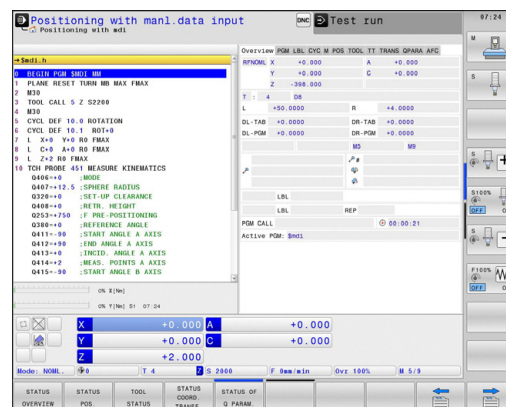 Positioning with manl.data input
Positioning with mdi
DNC
Test run
07:24
→$mdi.h
0 BEGIN PGM $MDI MM
1 PLANE RESET TURN MB MAX FMAX
2 M30
3 TOOL CALL 5 Z S2200
4 M30
5 CYCL DEF 10.0 ROTATION
6 CYCL DEF 10.1 ROT+0
7 L X+0 Y+0 R0 FMAX
8 L C+0 A+0 R0 FMAX
9 L Z+2 R0 FMAX
10 TCH PROBE 451 MEASURE KINEMATICS
Q406=+0 ;MODE
Q407=+12.5 ;SPHERE RADIUS
Q320=+0 ;SET-UP CLEARANCE
Q408=+0 ;RETR. HEIGHT
Q253=+750 ;F PRE-POSITIONING
Q380=+0 ;REFERENCE ANGLE
Q411=-90 ;START ANGLE A AXIS
Q412=+90 ;END ANGLE A AXIS
Q413=+0 ;INCID. ANGLE A AXIS
Q414=+2 ;MEAS. POINTS A AXIS
Q415=-90 ;START ANGLE B AXIS
0% X[Nm]
0% Y[Nm] S1 07:24
Overview PGM LBL CYC M POS TOOL TT TRANS QPARA AFC
RFNOML X +0.000 A +0.000
Y +0.000 C +0.000
Z -398.000
T : 4 D8
L +50.0000 R +4.0000
DL-TAB +0.0000 DR-TAB +0.0000
DL-PGM +0.0000 DR-PGM +0.0000
M5 M9
LBL
LBL REP
PGM CALL 00:00:21
Active PGM: $mdi
X +0.000 A +0.000
Y +0.000 C +0.000
Z +2.000
Mode: NOML. 0 T 4 Z S 2000 F 0mm/min Ovr 100% M 5/9
STATUS OVERVIEW
STATUS POS.
TOOL STATUS
STATUS COORD. TRANSF.
STATUS OF Q PARAM.
M
S
S
S100%
OFF ON
S
F100% W
OFF ON